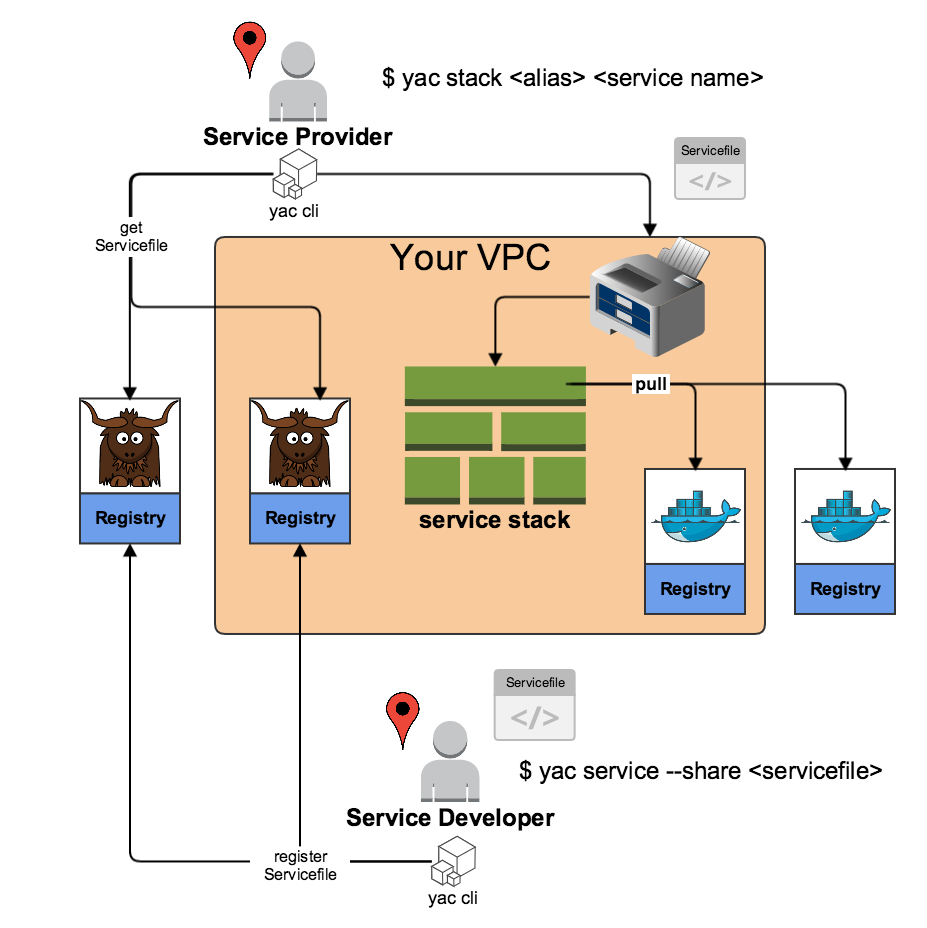 $ yac stack <alias> <service name>
Service Provider
Servicefile
</>
yac cli
get
Servicefile
Your VPC
pull
Registry
Registry
service stack
Registry
Registry
Servicefile
</>
$ yac service --share <servicefile>
Service Developer
register
Servicefile
yac cli